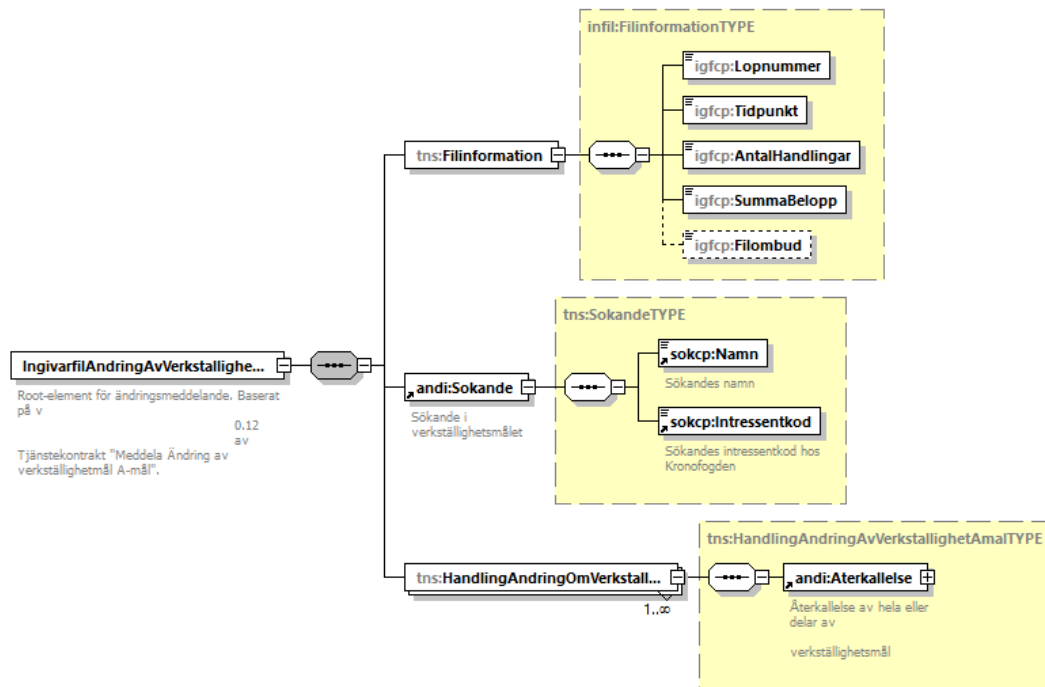 infil:FilinformationTYPE
igfcp:Lopnummer
igfcp:Tidpunkt
tns:Filinformation
igfcp:AntalHandlingar
igfcp:SummaBelopp
igfcp:Filombud
tns:SokandeTYPE
sokcp:Namn
Sökandes namn
IngivarfilAndringAvVerkstallighe...
Root-element för ändringsmeddelande. Baserat
på v
0.12
av
Tjänstekontrakt "Meddela Ändring av
verkställighetmål A-mål".
andi:Sokande
Sökande i
verkställighetsmålet
sokcp:Intressentkod
Sökandes intressentkod hos
Kronofogden
tns:HandlingAndringAvVerkstallighetAmalTYPE
tns:HandlingAndringOmVerkstall...
1..∞
andi:Aterkallelse
Återkallelse av hela eller
delar av
verkställighetsmål